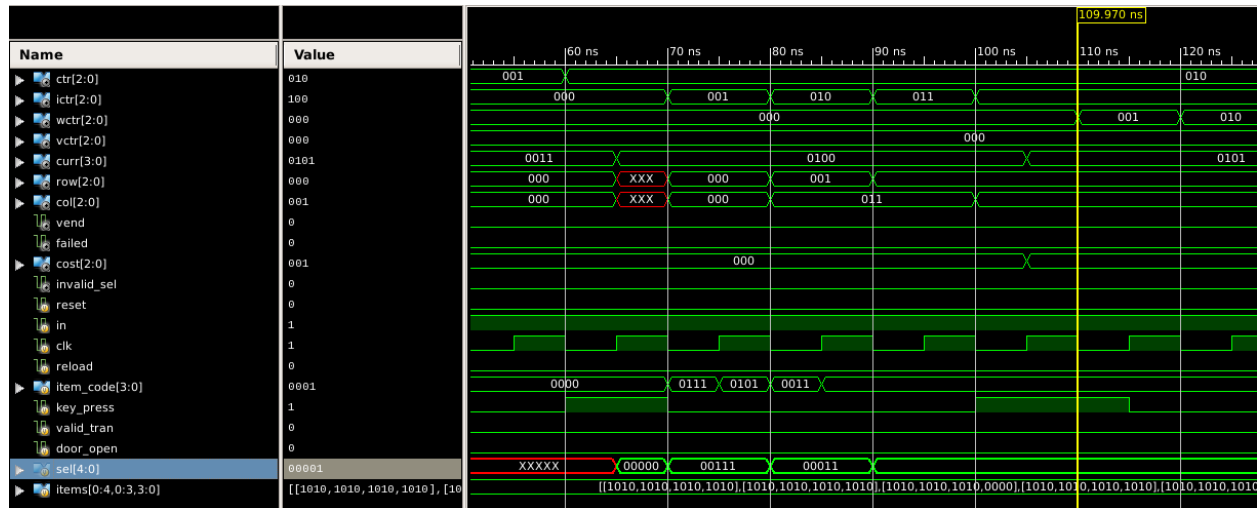 109.970 ns
Name Value
60 ns 70 ns 80 ns 90 ns 100 ns 110 ns 120 ns
ctr[2:0] 010 001 010
ictr[2:0] 100 000 001 010 011
wctr[2:0] 000 000 001 010
vctr[2:0] 000 000
curr[3:0] 0101 0011 0100 0101
row[2:0] 000 000 XXX 000 001
col[2:0] 001 000 XXX 000 011
vend 0
failed 0
cost[2:0] 001 000
invalid_sel 0
reset 0
in 1
clk 1
reload 0
item_code[3:0] 0001 0000 0111 0101 0011
key_press 1
valid_tran 0
door_open 0
sel[4:0] 00001 XXXXX 00000 00111 00011
items[0:4,0:3,3:0] [[1010,1010,1010,1010],[10 [[1010,1010,1010,1010],[1010,1010,1010,1010],[1010,1010,1010,0000],[1010,1010,1010,1010],[1010,1010,1010